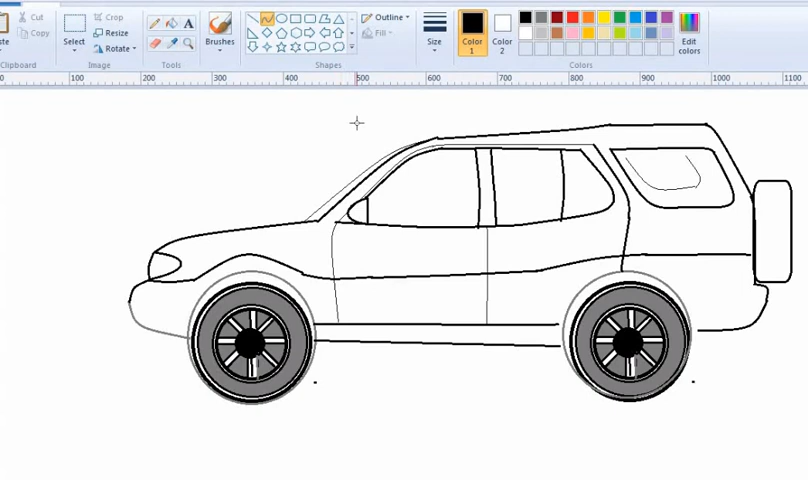 Cut
Copy
Crop
Resize
Rotate
Select
A
Brushes
Outline
Fill
Size
Color
1
Color
2
Edit
colors
Clipboard
Image
Tools
Shapes
Colors
100 200 300 400 500 600 700 800 900 1000 1100